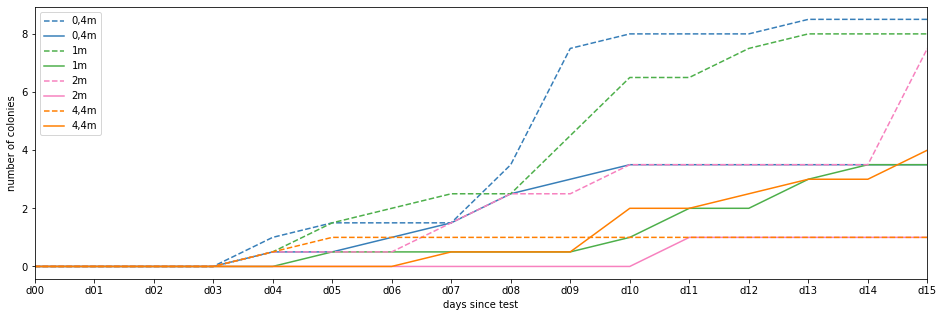 8
6
4
2
0
number of colonies
0,4m
0,4m
1m
1m
2m
2m
4,4m
4,4m
d00 d01 d02 d03 d04 d05 d06 d07 d08 d09 d10 d11 d12 d13 d14 d15
days since test